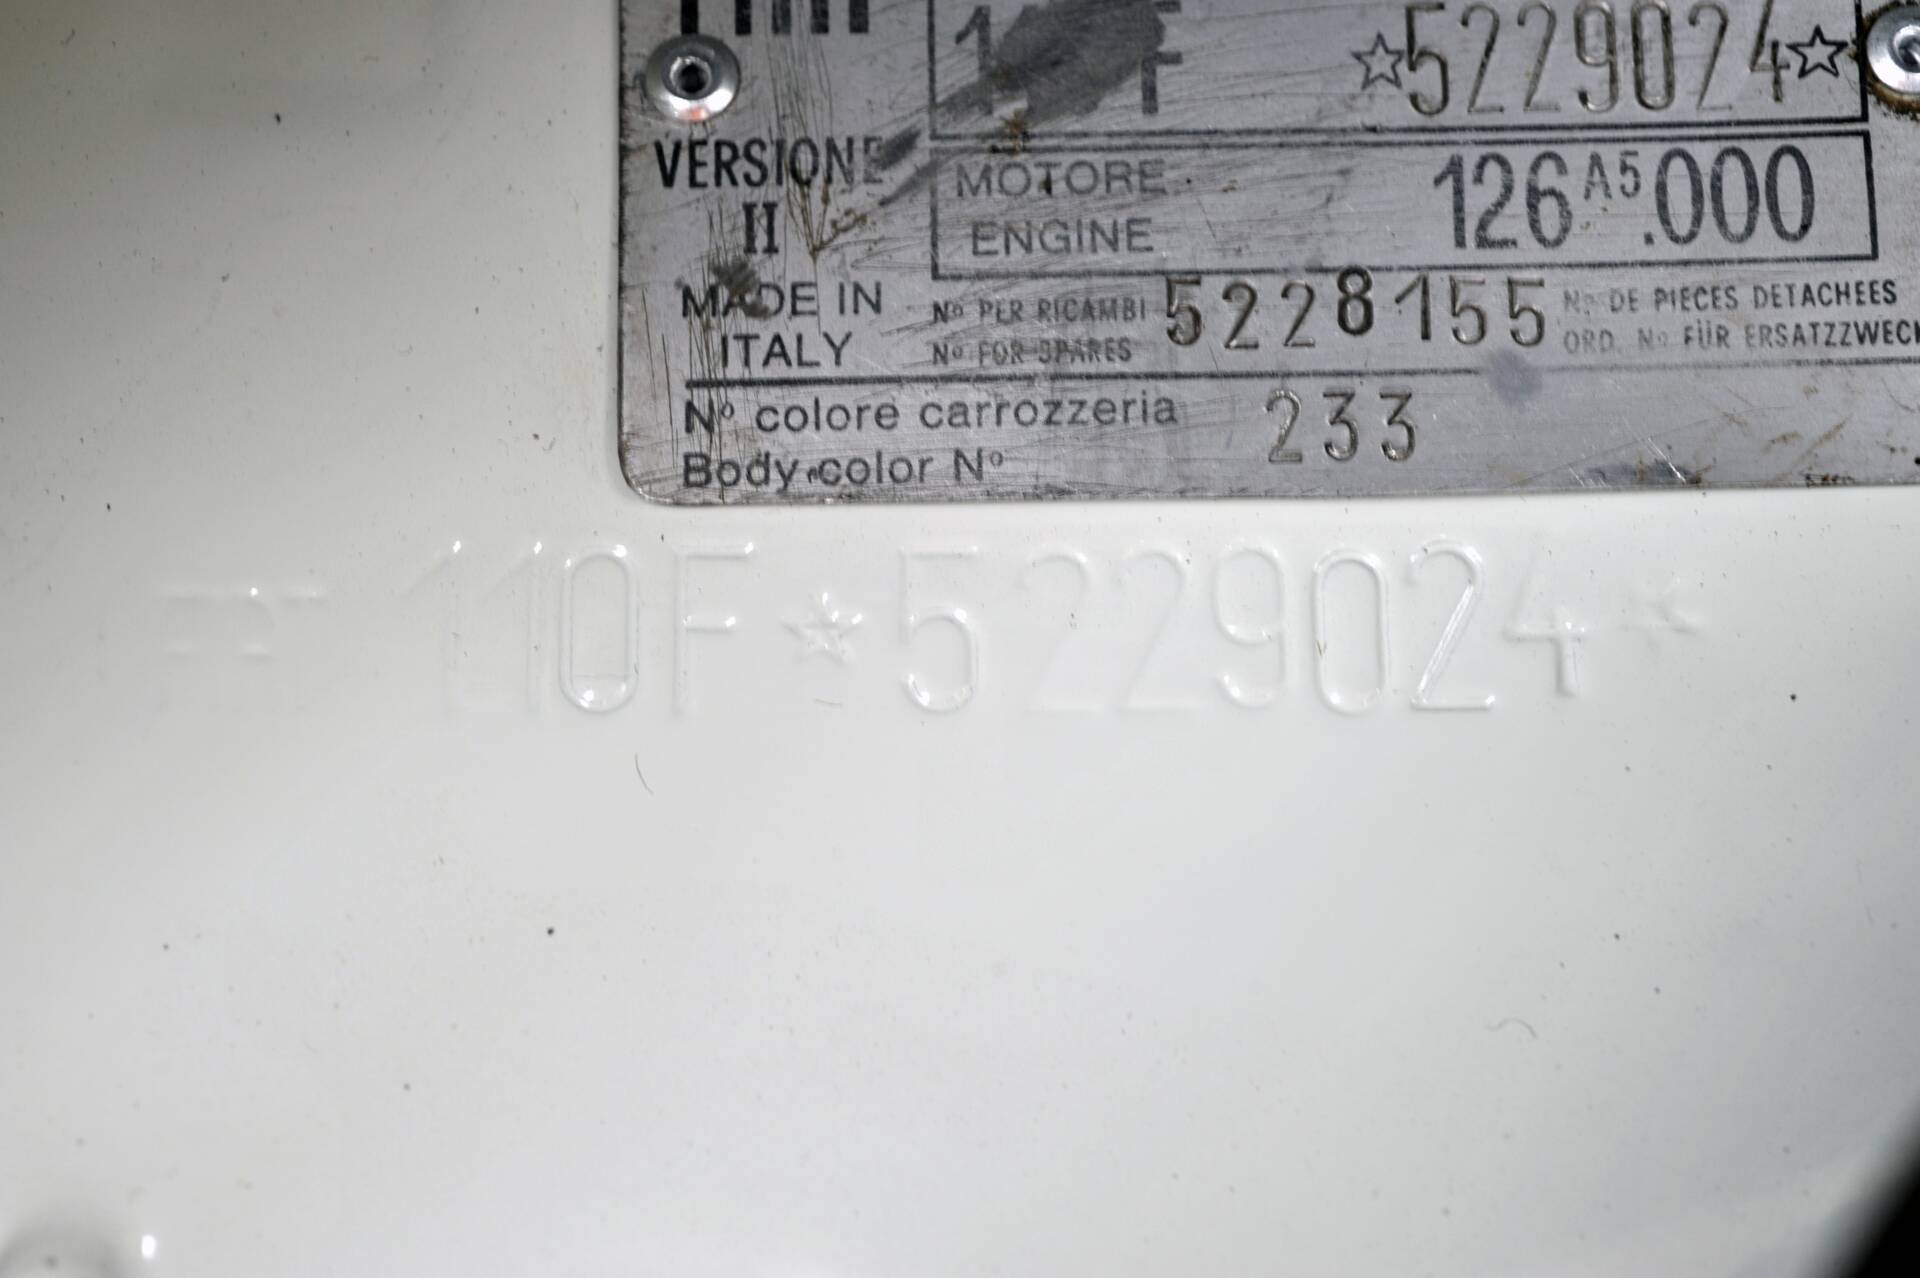 ☆5229024☆
VERSIONE
II
MOTORE
ENGINE
126 A5.000
MADE IN
ITALY
Nº PER RICAMBI
Nº FOR SPARES
5228155
Nº DE PIECES DETACHEES
ORD. Nº FÜR
Nº colore carrozzeria
Body color Nº
233
110F☆5229024☆